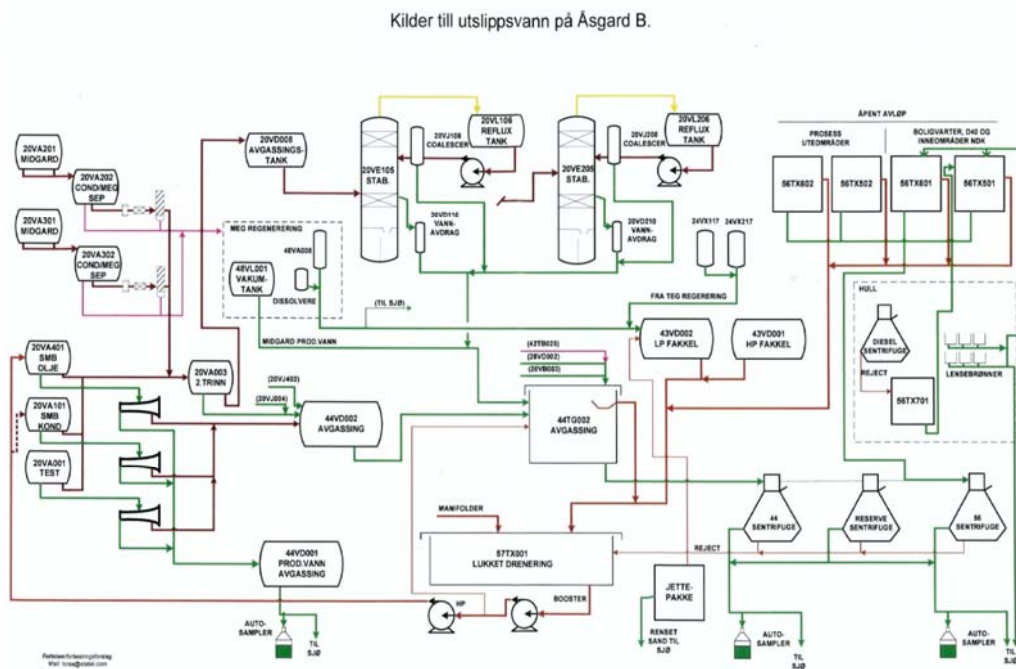 Kilder till utslippsvann på Åsgard B.
20VA201
MIDGARD
20VA202
COND/MEG
SEP
20VA301
MIDGARD
20VA302
COND/MEG
SEP
20VA401
SMB
OLJE
20VA101
SMB
KOND
20VA001
TEST
20VA003
2.TRINN
20VD008
AVGASSINGS-
TANK
MEG REGENERERING
48VA008
48VL001
VAKUM-
TANK
DISSOLVERE
MIDGARD PROD.VANN
20VE105
STAB.
20VJ108
COALESCER
20VL106
REFLUX
TANK
20VD110
VANN-
AVDRAG
20VE205
STAB.
20VJ208
COALESCER
20VL206
REFLUX
TANK
20VD210
VANN-
AVDRAG
24VX117
24VX217
FRA TEG REGERERING
(TIL SJØ)
43VD002
LP FAKKEL
43VD001
HP FAKKEL
ÅPENT AVLØP
PROSESS
UTEOMRÅDER
BOLIGVARTER, D40 OG
INNEOMRÅDER NDK
56TX602
56TX502
56TX601
56TX501
HULL
DIESEL
SENTRIFUGE
REJECT
56TX701
LENSEBRØNNER
(20VJ402)
(20VJ004)
44VD002
AVGASSING
(42TB025)
(28VD002)
(28VB003)
44TG002
AVGASSING
44
SENTRIFUGE
RESERVE
SENTRIFUGE
56
SENTRIFUGE
MANIFOLDER
57TX001
LUKKET DRENERING
REJECT
HP
BOOSTER
44VD001
PROD.VANN
AVGASSING
JETTE-
PAKKE
RENSET
SAND TIL
SJØ
AUTO-
SAMPLER
TIL
SJØ
AUTO-
SAMPLER
TIL
SJØ
AUTO-
SAMPLER
TIL
SJØ